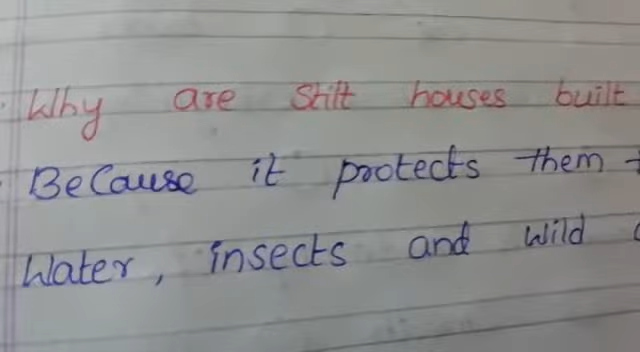 Why are Stilt houses built
Because it protects them
Water, insects and wild